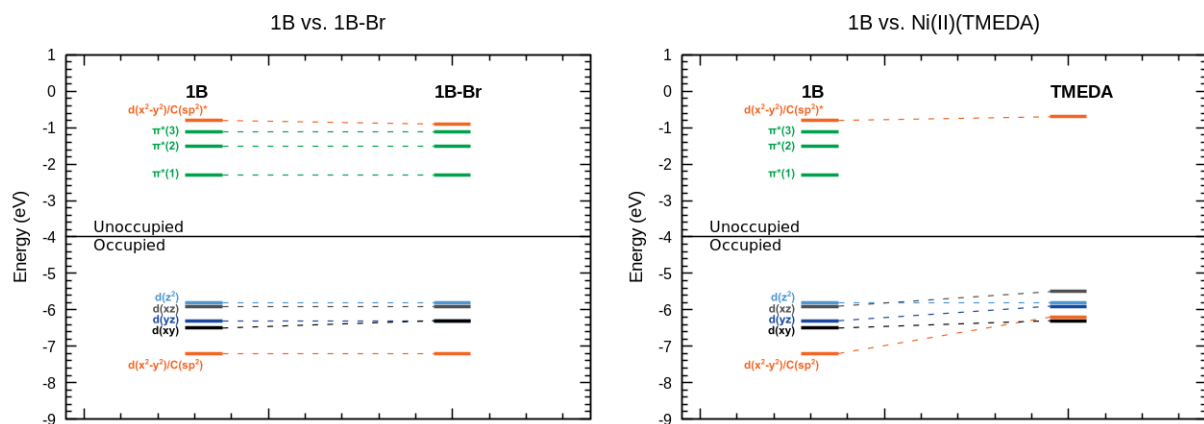 1B vs. 1B-Br
1
0
-1
-2
-3
-4
-5
-6
-7
-8
-9
Energy (eV)
1B
1B-Br
d(x²-y²)/C(sp²)*
π*(3)
π*(2)
π*(1)
Unoccupied
Occupied
d(z²)
d(xz)
d(yz)
d(xy)
d(x²-y²)/C(sp²)
1B vs. Ni(II)(TMEDA)
1
0
-1
-2
-3
-4
-5
-6
-7
-8
-9
Energy (eV)
1B
TMEDA
d(x²-y²)/C(sp²)*
π*(3)
π*(2)
π*(1)
Unoccupied
Occupied
d(z²)
d(xz)
d(yz)
d(xy)
d(x²-y²)/C(sp²)